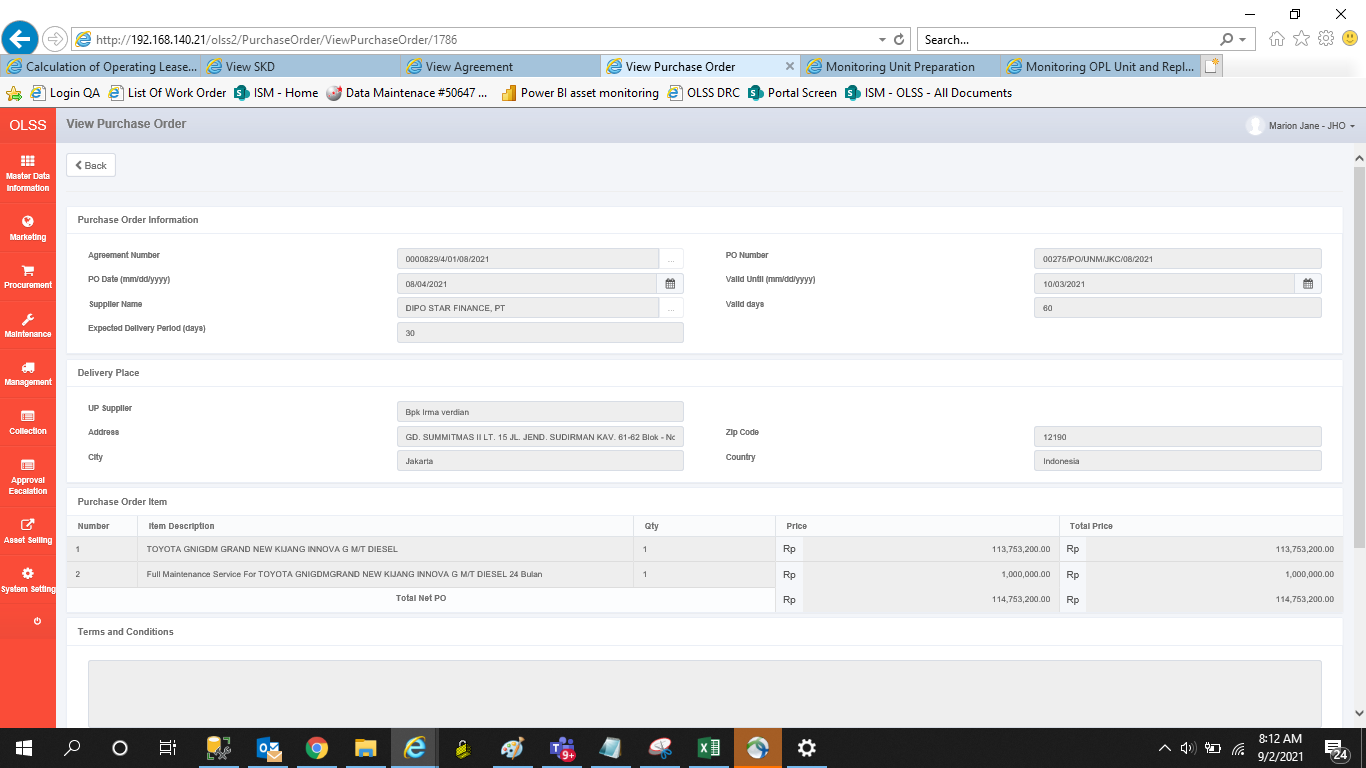 http://192.168.140.21/olss2/PurchaseOrder/ViewPurchaseOrder/1786
Search...
Calculation of Operating Lease...
View SKD
View Agreement
View Purchase Order
Monitoring Unit Preparation
Monitoring OPL Unit and Repl...
Login QA
List Of Work Order
ISM - Home
Data Maintenace #50647 ...
Power BI asset monitoring
OLSS DRC
Portal Screen
ISM - OLSS - All Documents
OLSS
View Purchase Order
Marion Jane - JHO
Back
Master Data
Information
Marketing
Procurement
Maintenance
Management
Collection
Approval
Escalation
Asset Selling
System Setting
Purchase Order Information
Agreement Number
0000829/4/01/08/2021
...
PO Number
00275/PO/UNM/JKC/08/2021
PO Date (mm/dd/yyyy)
08/04/2021
Valid Until (mm/dd/yyyy)
10/03/2021
Supplier Name
DIPO STAR FINANCE, PT
...
Valid days
60
Expected Delivery Period (days)
30
Delivery Place
UP Supplier
Bpk Irma verdian
Address
GD. SUMMITMAS II LT. 15 JL. JEND. SUDIRMAN KAV. 61-62 Blok - No
Zip Code
12190
City
Jakarta
Country
Indonesia
Purchase Order Item
Number Item Description Qty Price Total Price
1 TOYOTA GNIGDM GRAND NEW KIJANG INNOVA G M/T DIESEL 1 Rp 113,753,200.00 Rp 113,753,200.00
2 Full Maintenance Service For TOYOTA GNIGDMGRAND NEW KIJANG INNOVA G M/T DIESEL 24 Bulan 1 Rp 1,000,000.00 Rp 1,000,000.00
Total Net PO Rp 114,753,200.00 Rp 114,753,200.00
Terms and Conditions
9+
8:12 AM
9/2/2021
24